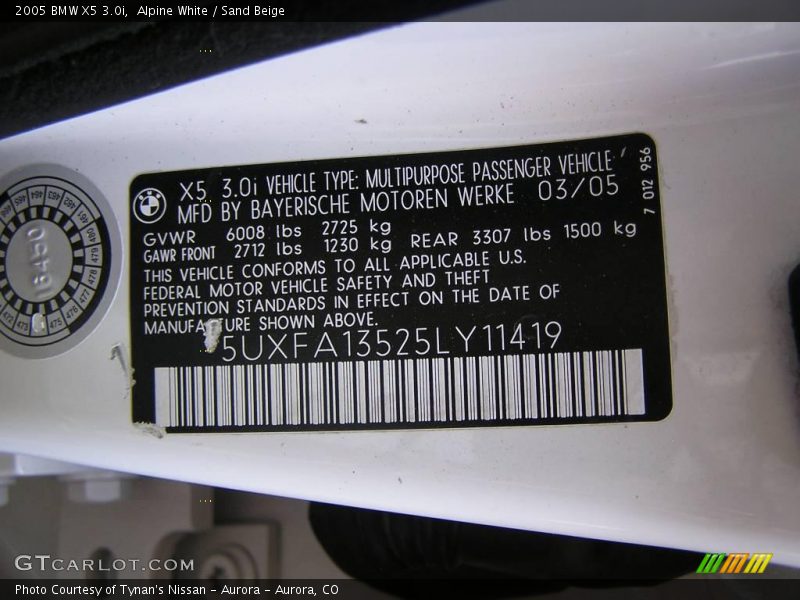 2005 BMW X5 3.0i,  Alpine White / Sand Beige
X5 3.0i VEHICLE TYPE: MULTIPURPOSE PASSENGER VEHICLE
MFD BY BAYERISCHE MOTOREN WERKE 03/05
7 012 956
GVWR 6008 lbs 2725 kg
GAWR FRONT 2712 lbs 1230 kg REAR 3307 lbs 1500 kg
THIS VEHICLE CONFORMS TO ALL APPLICABLE U.S.
FEDERAL MOTOR VEHICLE SAFETY AND THEFT
PREVENTION STANDARDS IN EFFECT ON THE DATE OF
MANUFACTURE SHOWN ABOVE.
5UXFA13525LY11419
GTCARLOT.COM
Photo Courtesy of Tynan's Nissan - Aurora - Aurora, CO